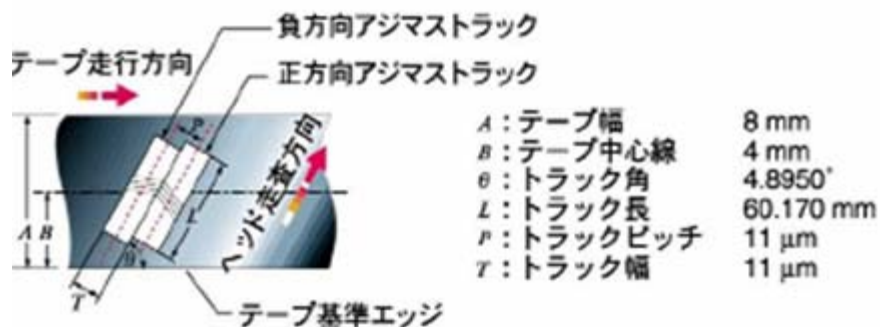 負方向アジマストラック
テープ走行方向
正方向アジマストラック
P
ヘッド走査方向
A
B
L
θ
T
テープ基準エッジ
A：テープ幅 8 mm
B：テープ中心線 4 mm
θ：トラック角 4.8950°
L：トラック長 60.170 mm
P：トラックピッチ 11 μm
T：トラック幅 11 μm